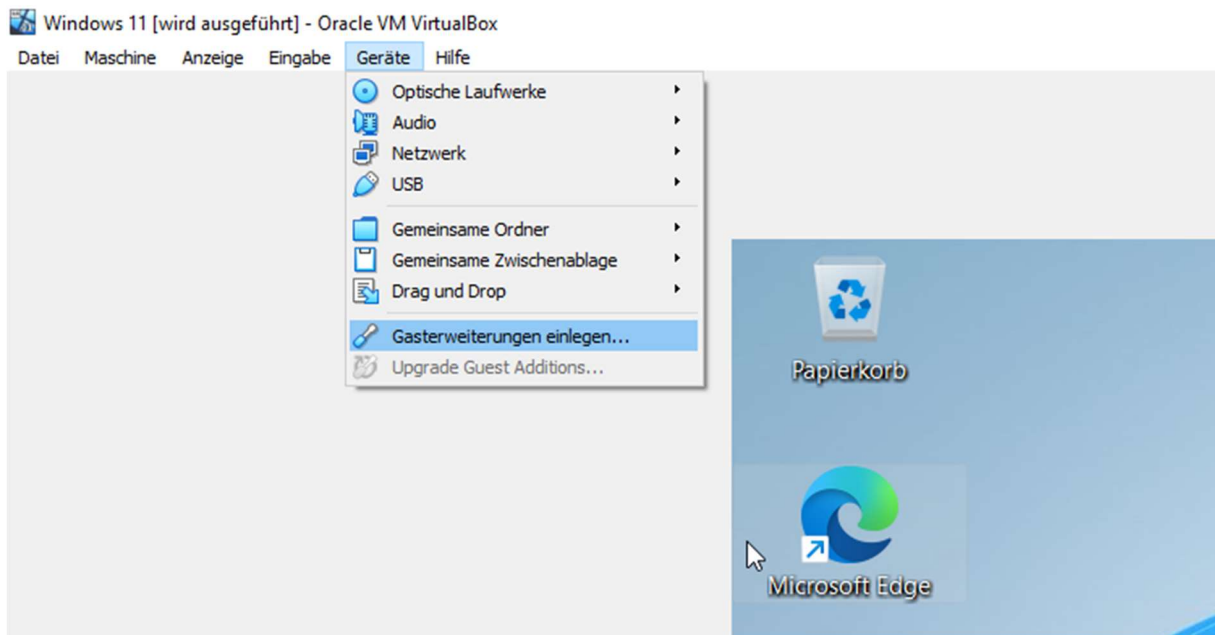 Windows 11 [wird ausgeführt] - Oracle VM VirtualBox
Datei Maschine Anzeige Eingabe Geräte Hilfe
Optische Laufwerke
Audio
Netzwerk
USB
Gemeinsame Ordner
Gemeinsame Zwischenablage
Drag und Drop
Gasterweiterungen einlegen...
Upgrade Guest Additions...
Papierkorb
Microsoft Edge